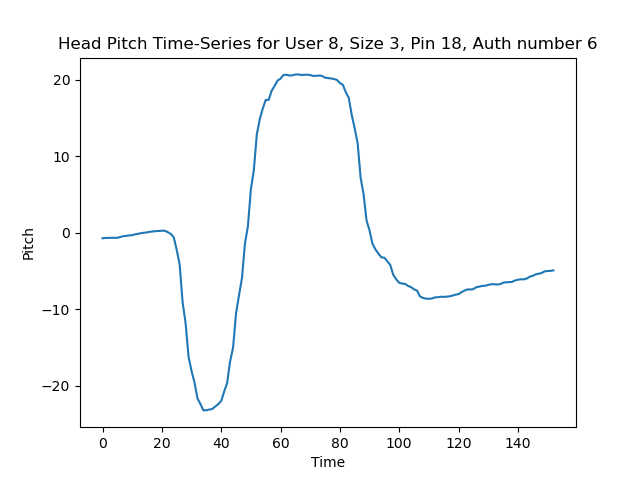 Head Pitch Time-Series for User 8, Size 3, Pin 18, Auth number 6
20
10
0
−10
−20
Pitch
0 20 40 60 80 100 120 140
Time